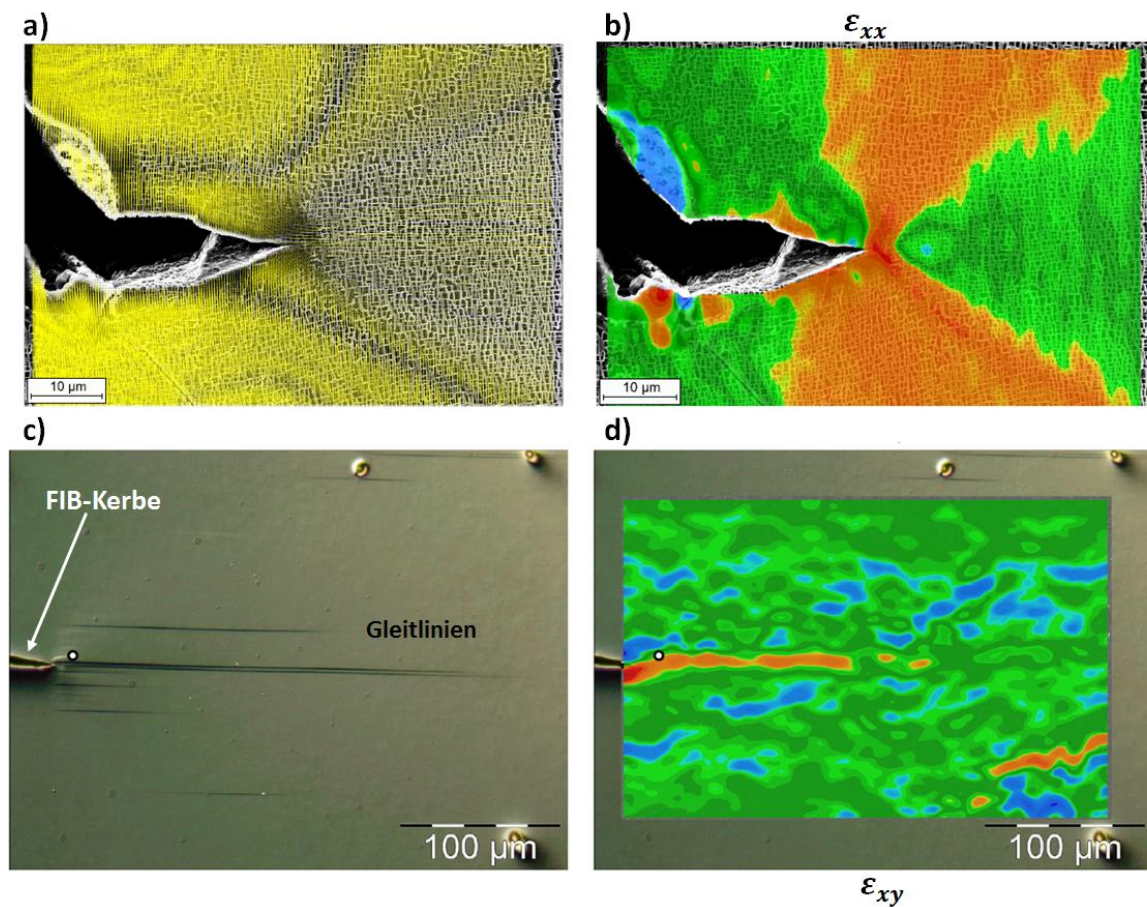 a)
b)
εxx
10 μm
10 μm
c)
d)
FIB-Kerbe
Gleitlinien
100 μm
100 μm
εxy